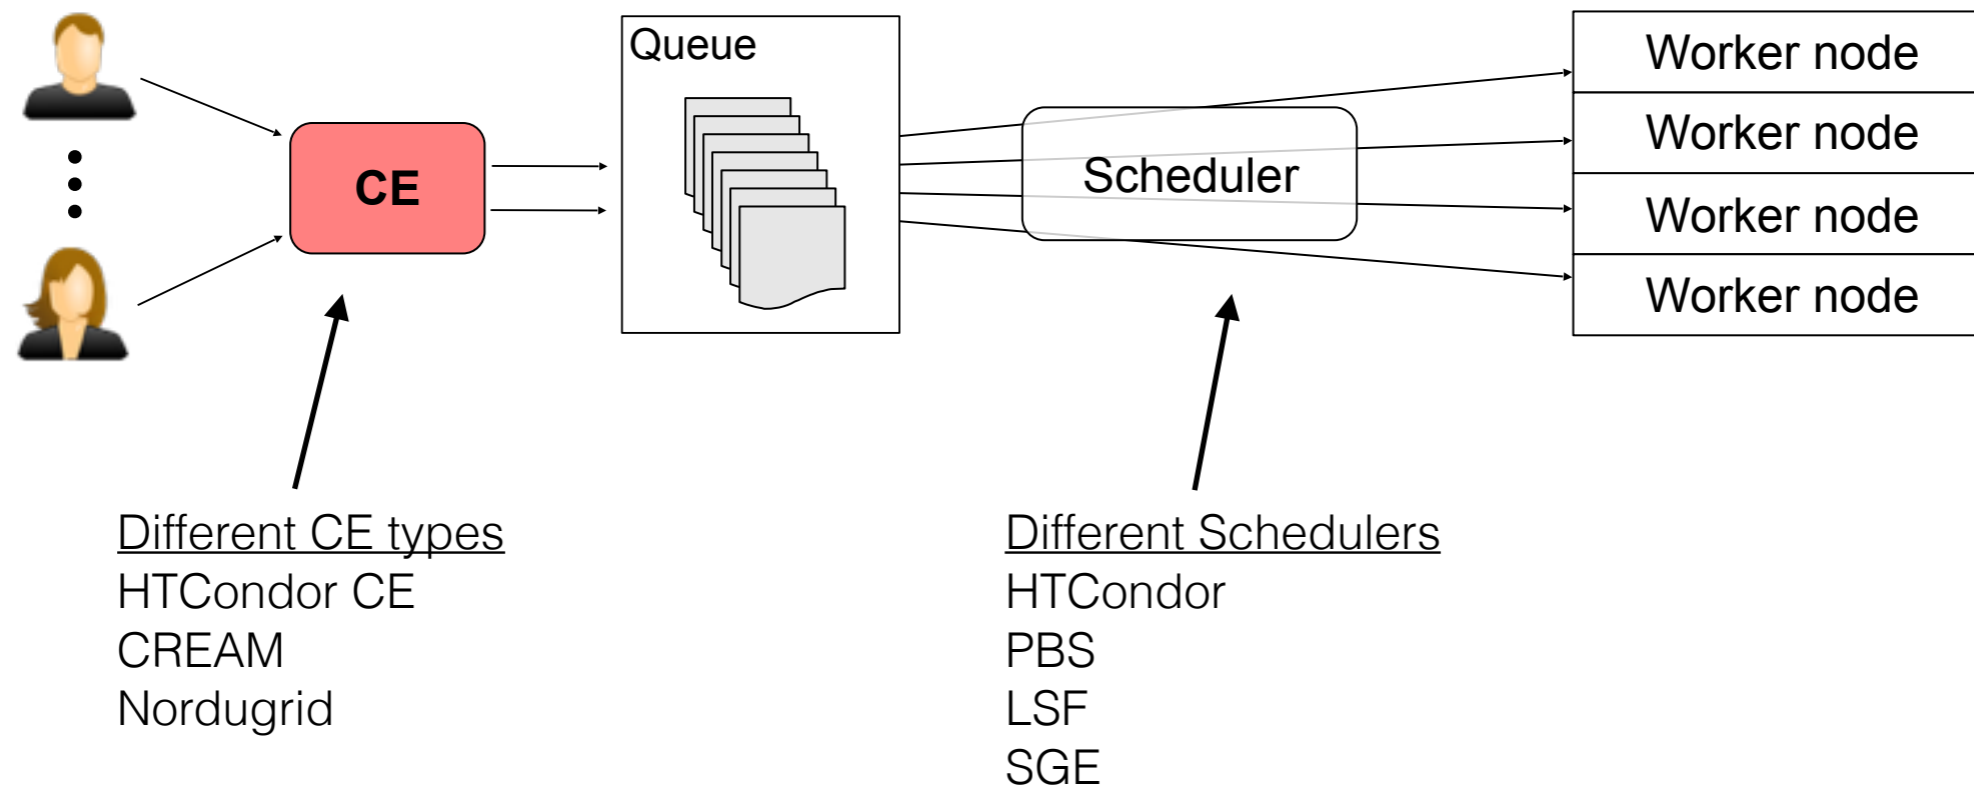 Queue
CE
Scheduler
Worker node
Worker node
Worker node
Worker node
Different CE types
HTCondor CE
CREAM
Nordugrid
Different Schedulers
HTCondor
PBS
LSF
SGE